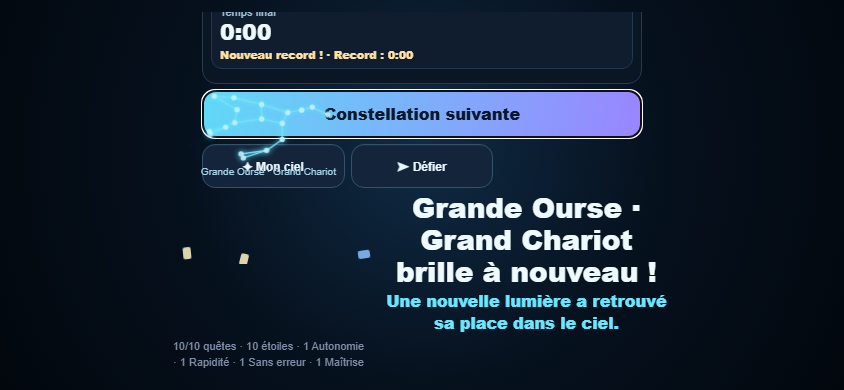 Temps final
0:00
Nouveau record ! · Record : 0:00
Constellation suivante
✦ Mon ciel
➤ Défier
Grande Ourse · Grand Chariot
Grande Ourse ·
Grand Chariot
brille à nouveau !
Une nouvelle lumière a retrouvé
sa place dans le ciel.
10/10 quêtes · 10 étoiles · 1 Autonomie
· 1 Rapidité · 1 Sans erreur · 1 Maîtrise